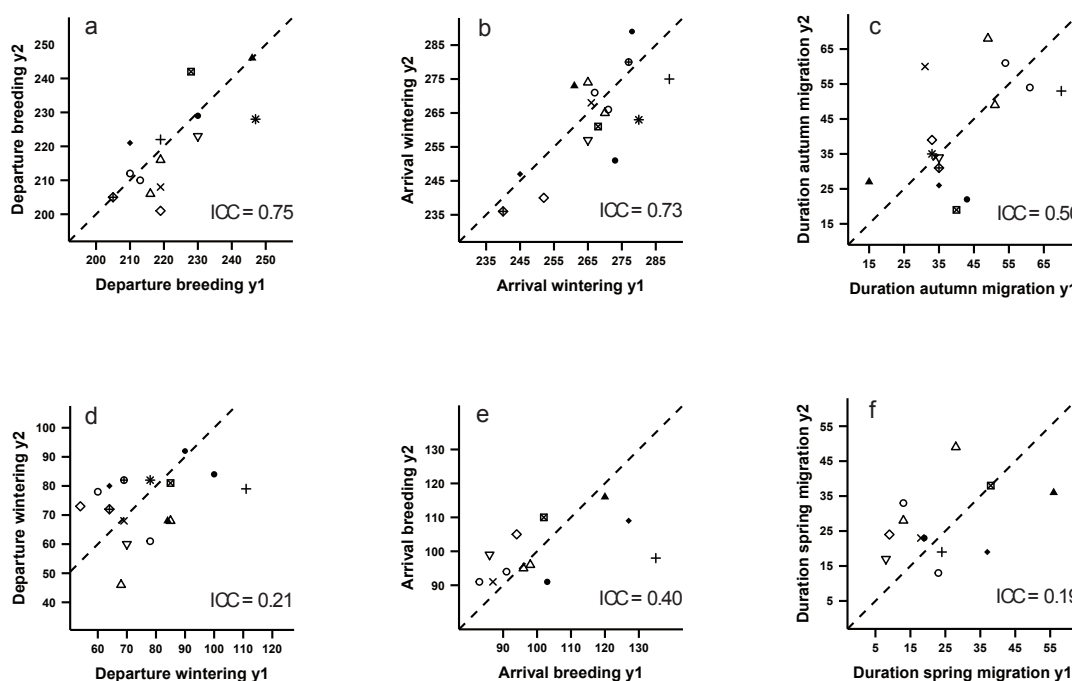 a
Departure breeding y2
250
240
230
220
210
200
ICC = 0.75
200 210 220 230 240 250
Departure breeding y1
b
Arrival wintering y2
285
275
265
255
245
235
ICC = 0.73
235 245 255 265 275 285
Arrival wintering y1
c
Duration autumn migration y2
65
55
45
35
25
15
ICC = 0.50
15 25 35 45 55 65
Duration autumn migration y1
d
Departure wintering y2
100
90
80
70
60
50
40
ICC = 0.21
60 70 80 90 100 120
Departure wintering y1
e
Arrival breeding y2
130
120
110
100
90
ICC = 0.40
90 100 110 120 130
Arrival breeding y1
f
Duration spring migration y2
55
45
35
25
15
5
ICC = 0.19
5 15 25 35 45 55
Duration spring migration y1